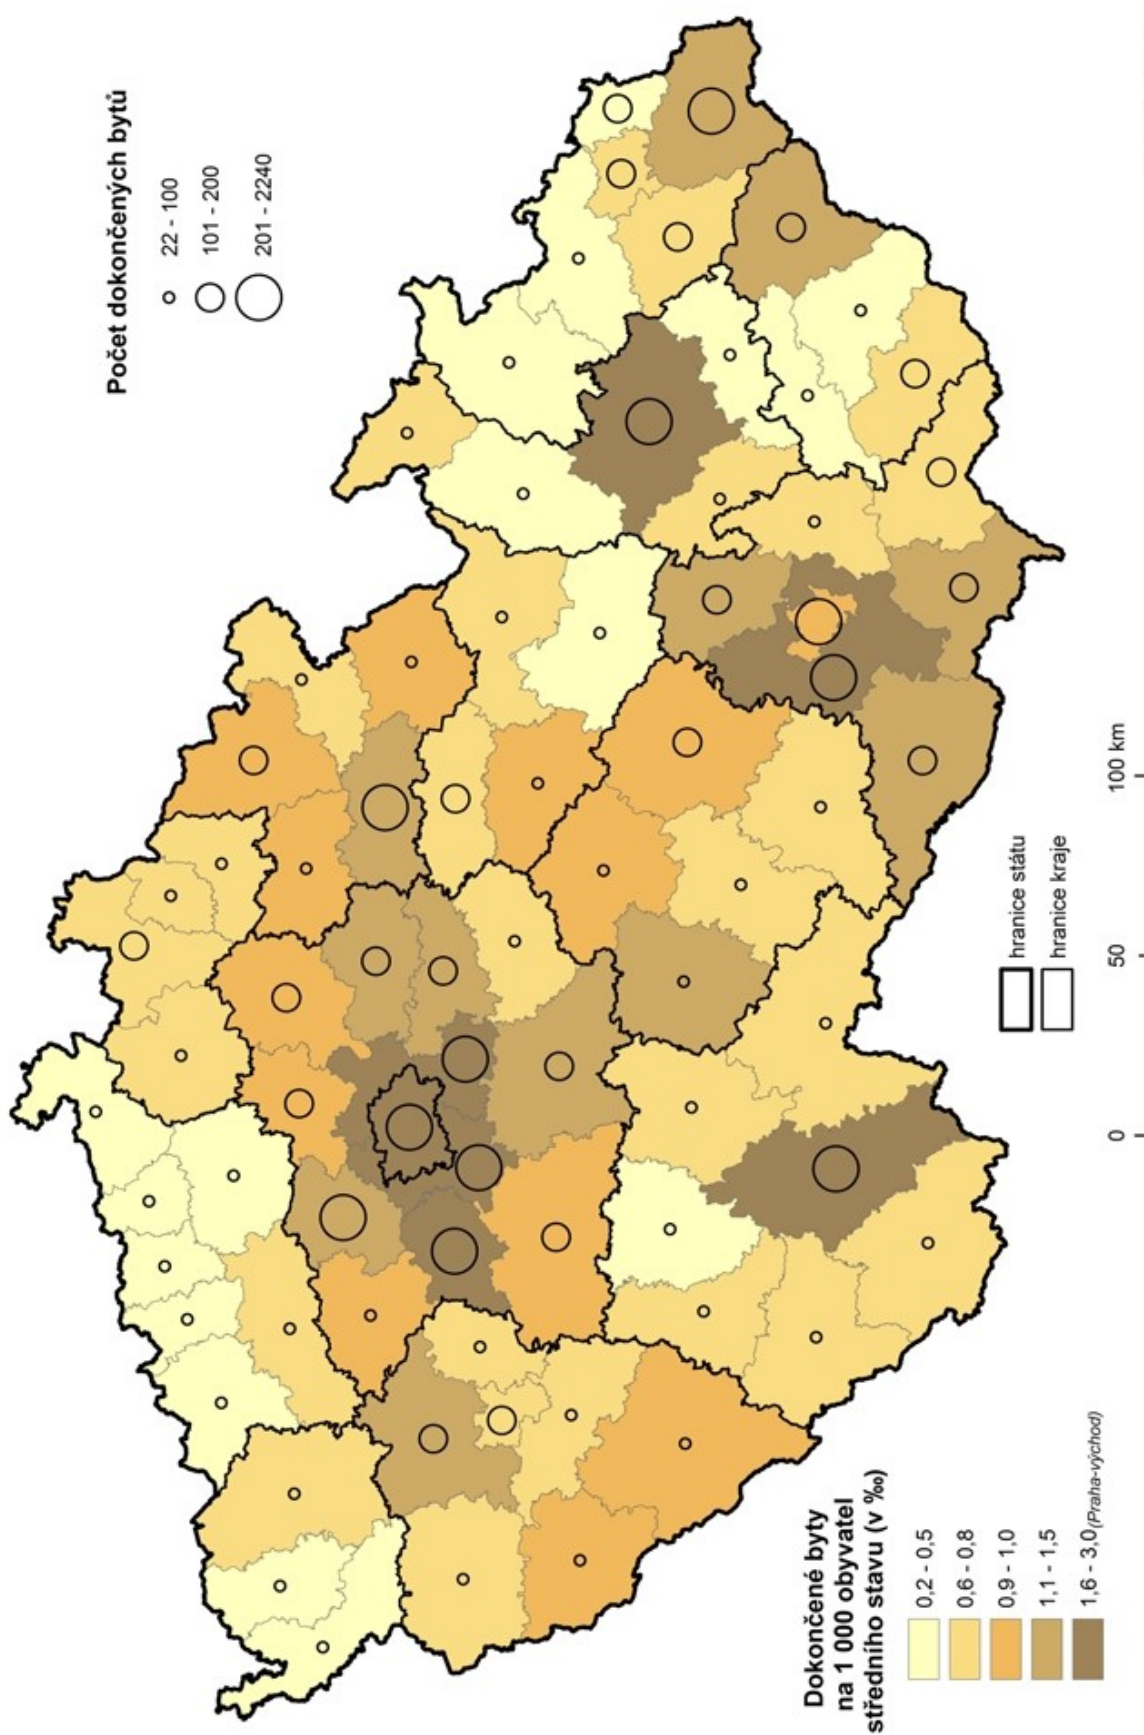 Počet dokončených bytů
22 - 100
101 - 200
201 - 2240
Dokončené byty
na 1 000 obyvatel
středního stavu (v ‰)
0,2 - 0,5
0,6 - 0,8
0,9 - 1,0
1,1 - 1,5
1,6 - 3,0 (Praha-východ)
hranice státu
hranice kraje
0
50
100 km